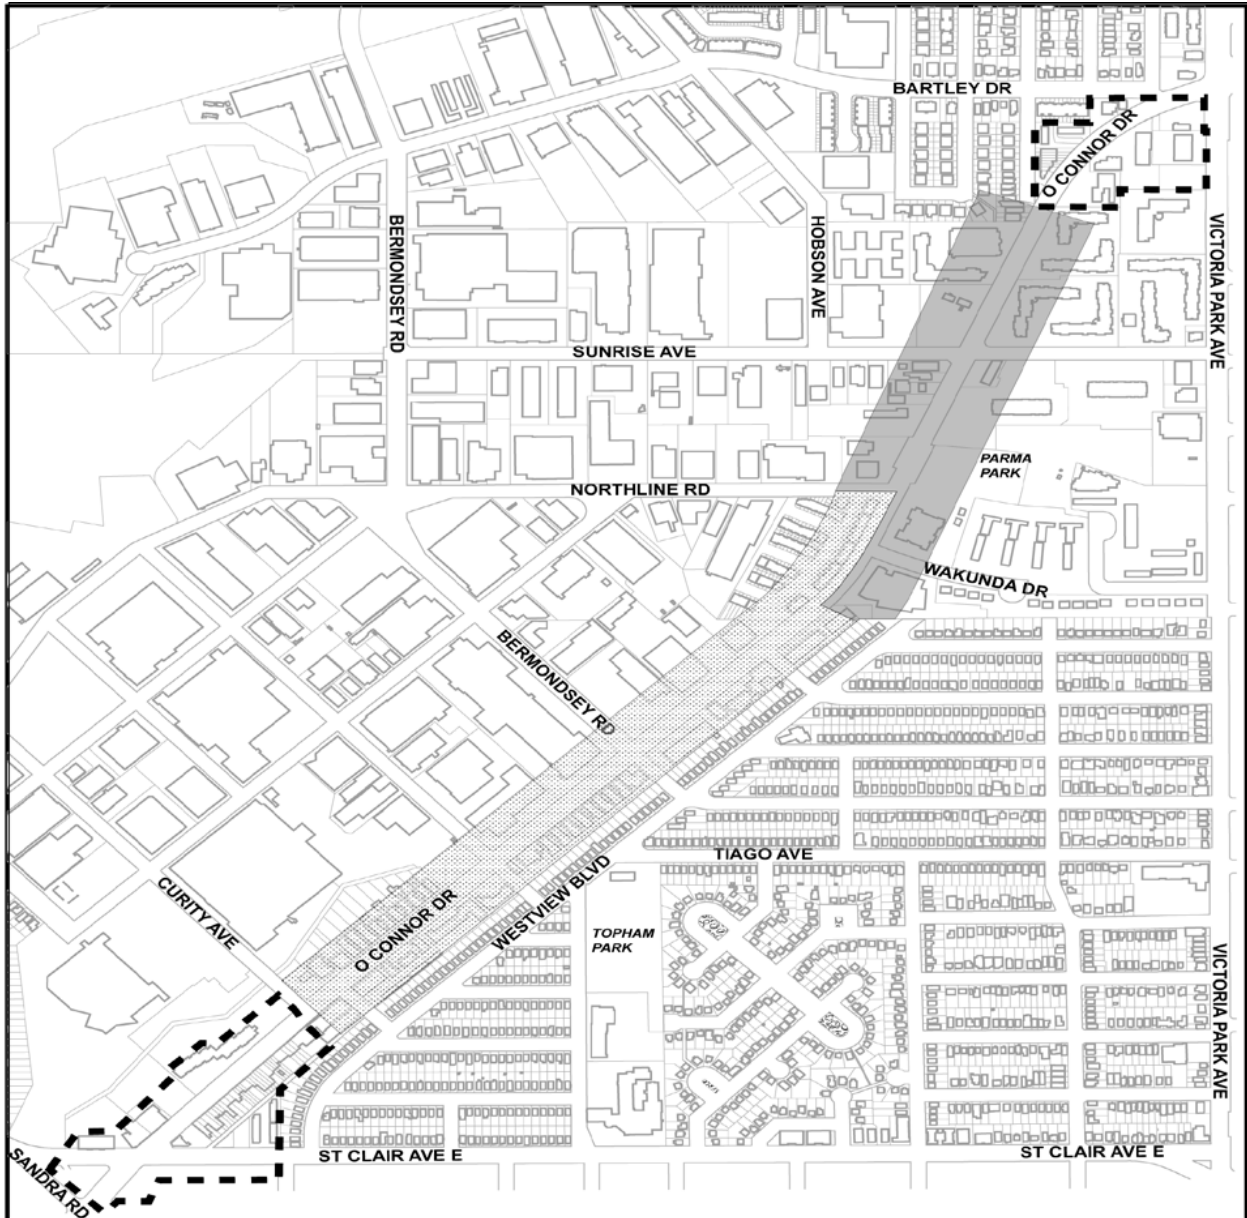 BARTLEY DR
O CONNOR DR
BERMONDSEY RD
HOBSON AVE
VICTORIA PARK AVE
SUNRISE AVE
PARMA
PARK
NORTHLINE RD
WAKUNDA DR
BERMONDSEY RD
TIAGO AVE
WESTVIEW BLVD
CURITY AVE
O CONNOR DR
TOPHAM
PARK
VICTORIA PARK AVE
ST CLAIR AVE E
ST CLAIR AVE E
SANDRA RD